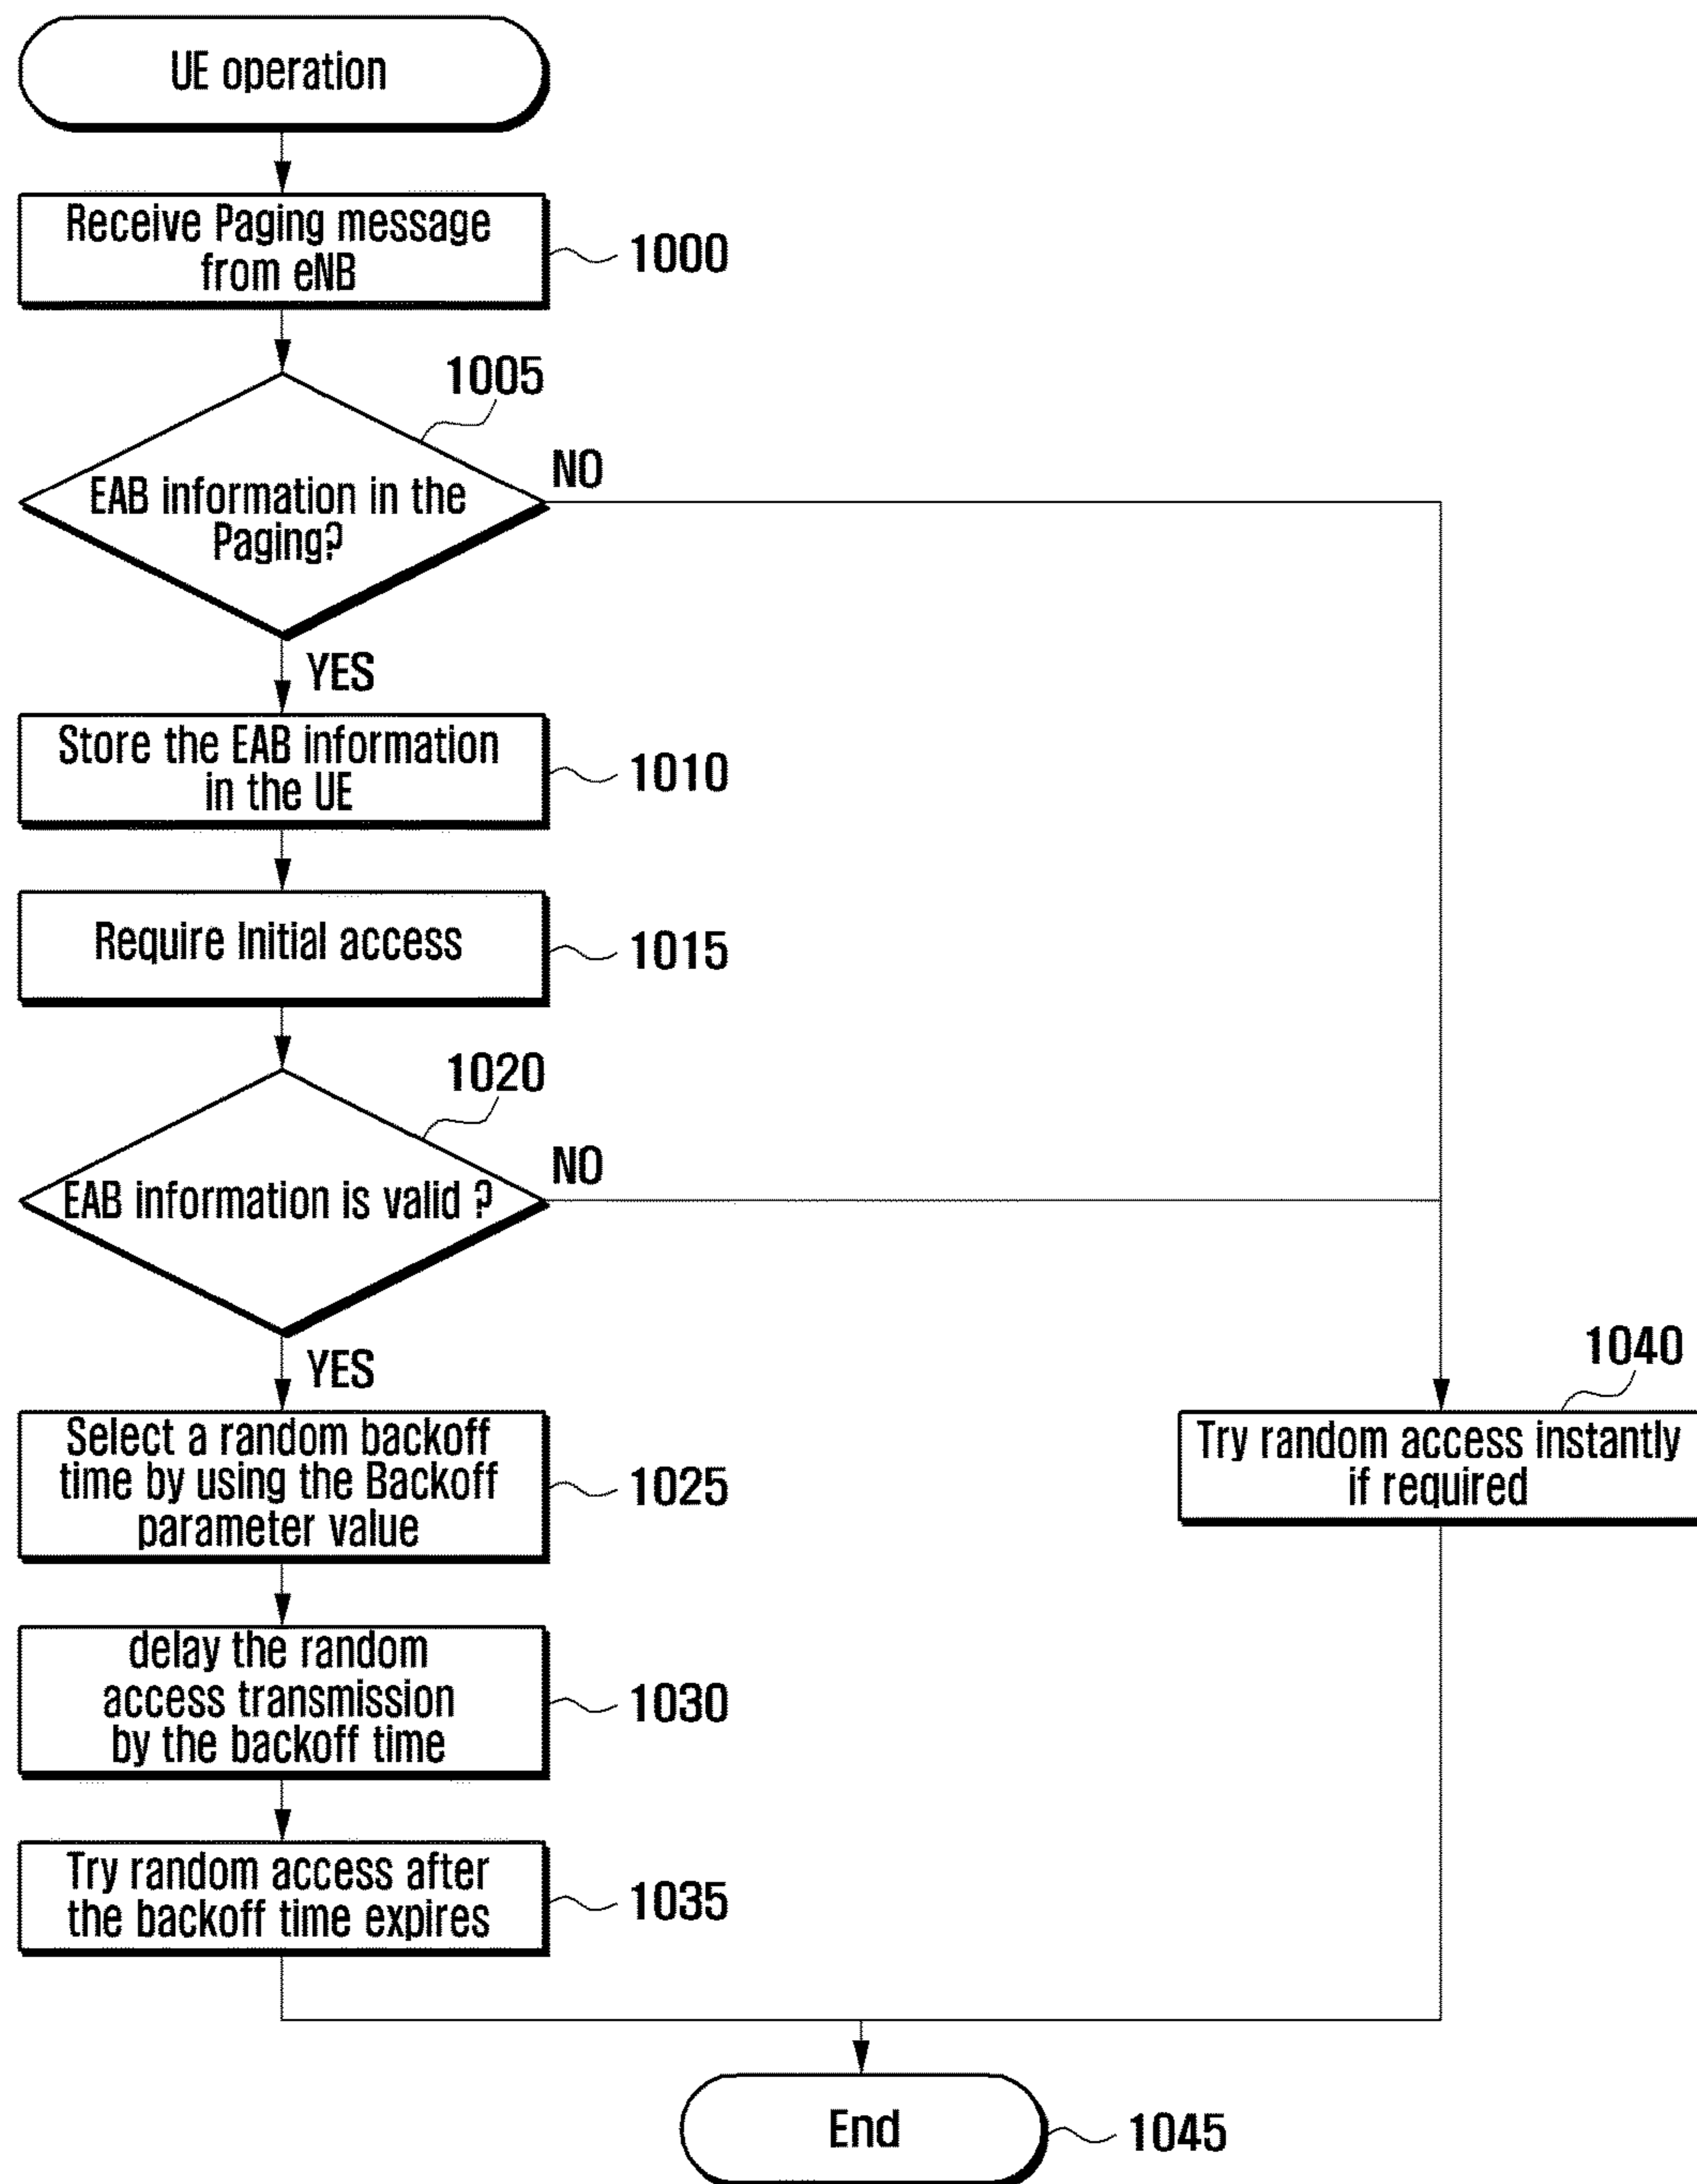 UE operation
Receive Paging message
from eNB
1000
1005
EAB information in the
Paging?
NO
YES
Store the EAB information
in the UE
1010
Require Initial access
1015
1020
EAB information is valid ?
NO
YES
Select a random backoff
time by using the Backoff
parameter value
1025
1040
Try random access instantly
if required
delay the random
access transmission
by the backoff time
1030
Try random access after
the backoff time expires
1035
End
1045